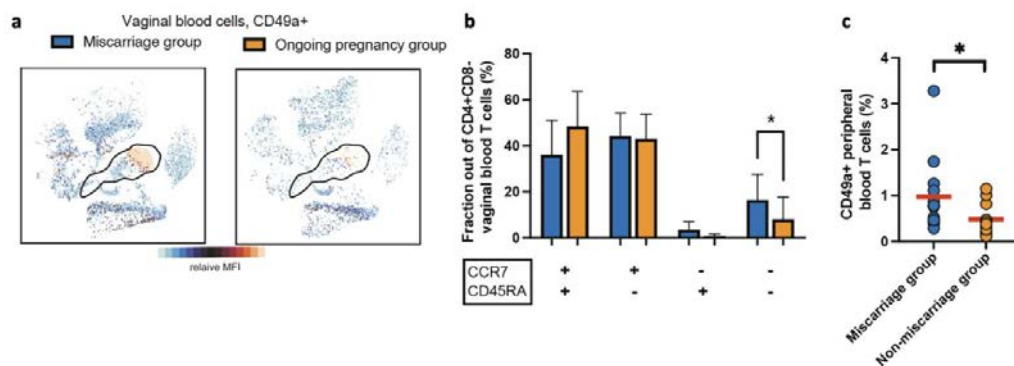 a
Vaginal blood cells, CD49a+
Miscarriage group
Ongoing pregnancy group
relaive MFI
b
Fraction out of CD4+CD8-
vaginal blood T cells (%)
80
60
40
20
0
*
CCR7 + + - -
CD45RA + - + -
c
CD49a+ peripheral
blood T cells (%)
4
3
2
1
0
*
Miscarriage group
Non-miscarriage group